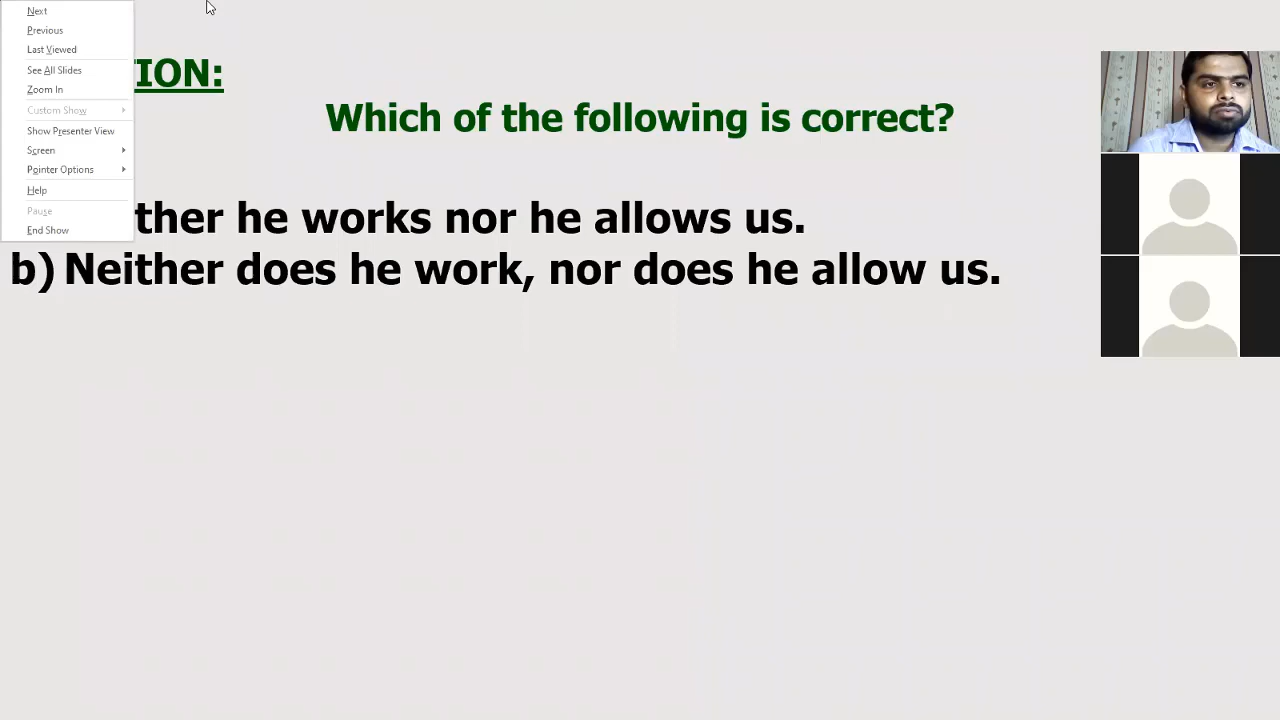 Next
Previous
Last Viewed
See All Slides
Zoom In
Custom Show
Show Presenter View
Screen
Pointer Options
Help
Pause
End Show
TION:
Which of the following is correct?
ther he works nor he allows us.
b) Neither does he work, nor does he allow us.